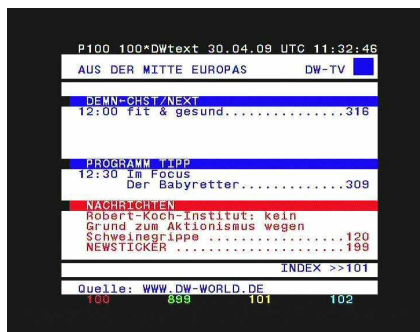 P100 100*DWtext 30.04.09 UTC 11:32:46
AUS DER MITTE EUROPAS DW-TV
DEMN←CHST/NEXT
12:00 fit & gesund...............316
PROGRAMM TIPP
12:30 Im Focus
Der Babyretter.............309
NACHRICHTEN
Robert-Koch-Institut: kein
Grund zum Aktionismus wegen
Schweinegrippe .................120
NEWSTICKER .....................199
INDEX >>101
Quelle: WWW.DW-WORLD.DE
100 899 101 102